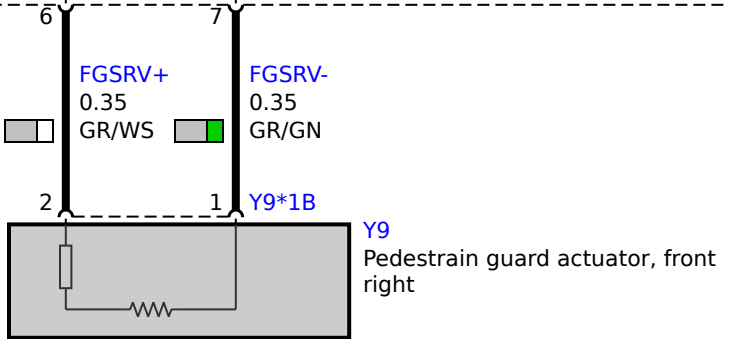 6 7
FGSRV+ FGSRV-
0.35 0.35
GR/WS GR/GN
2 1 Y9*1B
Y9
Pedestrain guard actuator, front
right